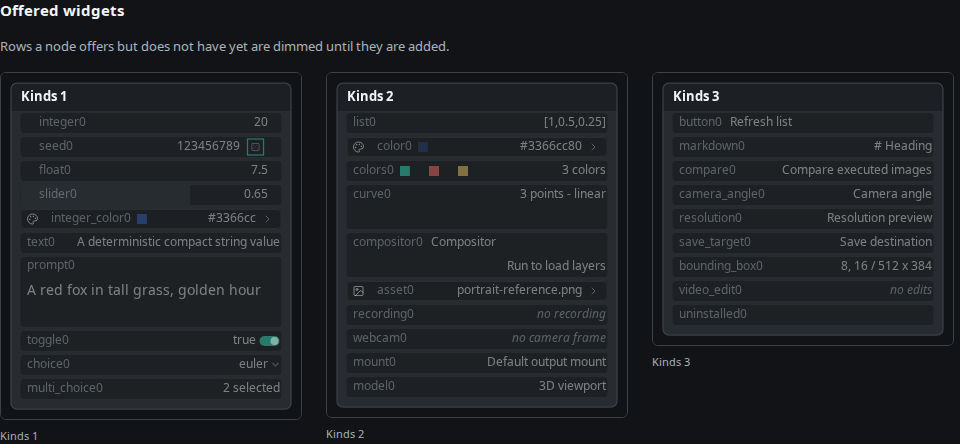 Offered widgets
Rows a node offers but does not have yet are dimmed until they are added.
Kinds 1
integer0 20
seed0 123456789
float0 7.5
slider0 0.65
integer_color0 #3366cc
text0 A deterministic compact string value
prompt0
A red fox in tall grass, golden hour
toggle0 true
choice0 euler
multi_choice0 2 selected
Kinds 1
Kinds 2
list0 [1,0.5,0.25]
color0 #3366cc80
colors0 3 colors
curve0 3 points - linear
compositor0 Compositor
Run to load layers
asset0 portrait-reference.png
recording0 no recording
webcam0 no camera frame
mount0 Default output mount
model0 3D viewport
Kinds 2
Kinds 3
button0 Refresh list
markdown0 # Heading
compare0 Compare executed images
camera_angle0 Camera angle
resolution0 Resolution preview
save_target0 Save destination
bounding_box0 8, 16 / 512 x 384
video_edit0 no edits
uninstalled0
Kinds 3